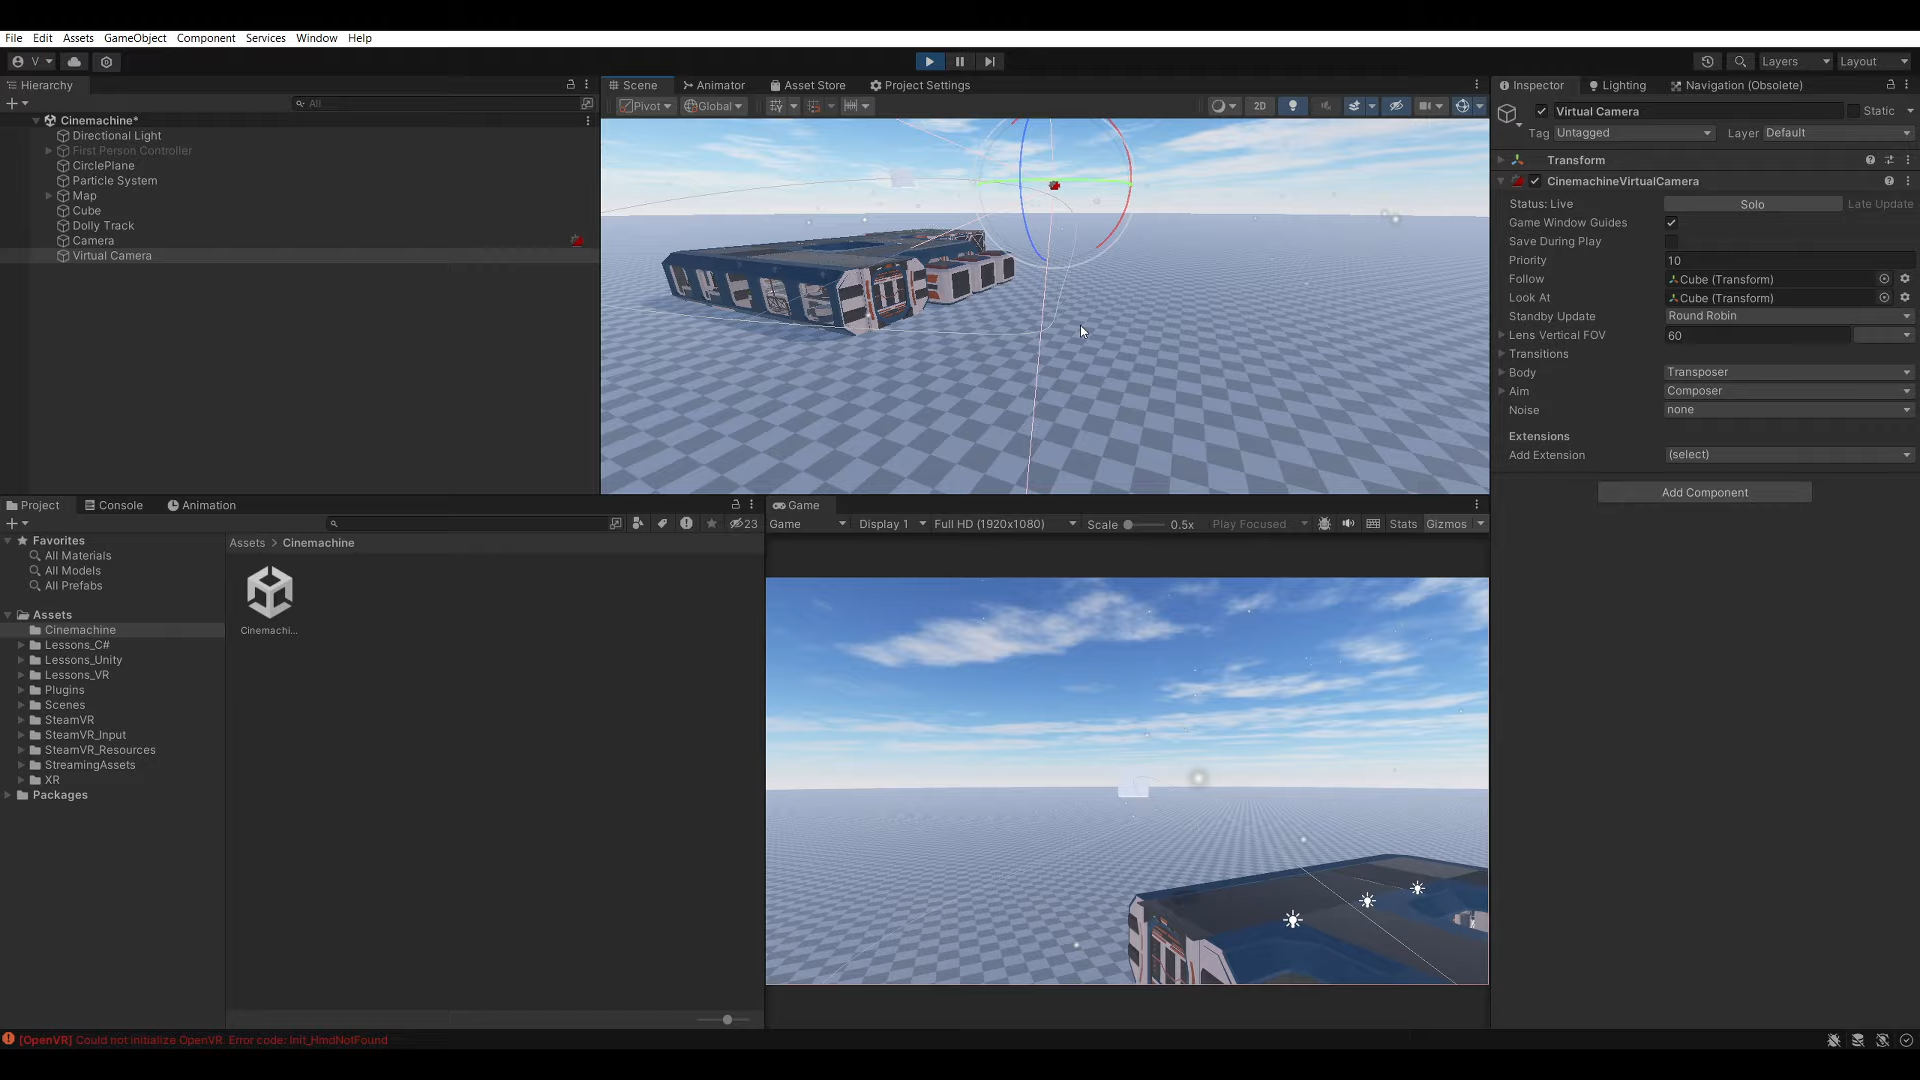 File Edit Assets GameObject Component Services Window Help
V Layers Layout
Hierarchy
All
Cinemachine*
Directional Light
First Person Controller
CirclePlane
Particle System
Map
Cube
Dolly Track
Camera
Virtual Camera
Scene Animator Asset Store Project Settings
Pivot Global 2D
Inspector Lighting Navigation (Obsolete)
Virtual Camera Static
Tag Untagged Layer Default
Transform
CinemachineVirtualCamera
Status: Live Solo Late Update
Game Window Guides
Save During Play
Priority 10
Follow Cube (Transform)
Look At Cube (Transform)
Standby Update Round Robin
Lens Vertical FOV 60
Transitions
Body Transposer
Aim Composer
Noise none
Extensions
Add Extension (select)
Add Component
Project Console Animation
23
Favorites
All Materials
All Models
All Prefabs
Assets
Cinemachine
Lessons_C#
Lessons_Unity
Lessons_VR
Plugins
Scenes
SteamVR
SteamVR_Input
SteamVR_Resources
StreamingAssets
XR
Packages
Assets > Cinemachine
Cinemachi...
Game
Game Display 1 Full HD (1920x1080) Scale 0.5x Play Focused Stats Gizmos
[OpenVR] Could not initialize OpenVR. Error code: Init_HmdNotFound